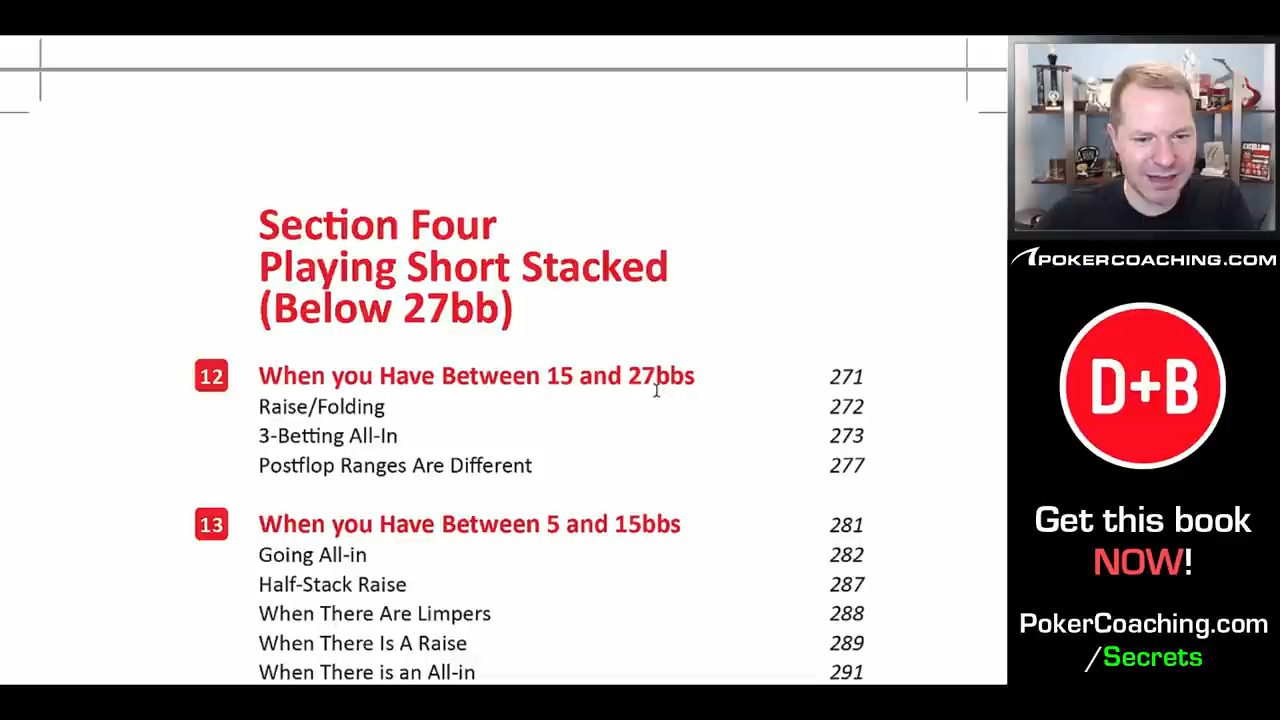 Section Four
Playing Short Stacked
(Below 27bb)
12 When you Have Between 15 and 27bbs 271
Raise/Folding 272
3-Betting All-In 273
Postflop Ranges Are Different 277
13 When you Have Between 5 and 15bbs 281
Going All-in 282
Half-Stack Raise 287
When There Are Limpers 288
When There Is A Raise 289
When There is an All-in 291
POKERCOACHING.COM
D+B
Get this book
NOW!
PokerCoaching.com
/Secrets